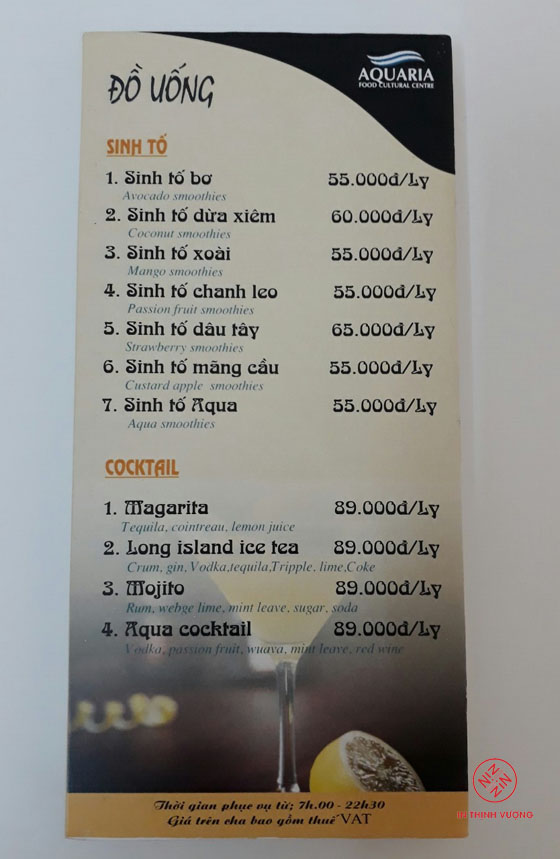 AQUARIA
FOOD CULTURAL CENTRE
ĐỒ UỐNG
SINH TỐ
1. Sinh tố bơ 55.000đ/Ly
Avocado smoothies
2. Sinh tố dừa xiêm 60.000đ/Ly
Coconut smoothies
3. Sinh tố xoài 55.000đ/Ly
Mango smoothies
4. Sinh tố chanh leo 55.000đ/Ly
Passion fruit smoothies
5. Sinh tố dâu tây 65.000đ/Ly
Strawberry smoothies
6. Sinh tố mãng cầu 55.000đ/Ly
Custard apple smoothies
7. Sinh tố Aqua 55.000đ/Ly
Aqua smoothies
COCKTAIL
1. Magarita 89.000đ/Ly
Tequila, cointreau, lemon juice
2. Long island ice tea 89.000đ/Ly
Crum, gin, Vodka,tequila,Tripple, lime,Coke
3. Mojito 89.000đ/Ly
Rum, webge lime, mint leave, sugar, soda
4. Aqua cocktail 89.000đ/Ly
Vodka, passion fruit, wuava, mint leave, red wine
Thời gian phục vụ từ; 7h.00 - 22h30
Giá trên cha bao gồm thuế VAT
NIZ
NIZ
IN THỊNH VƯỢNG